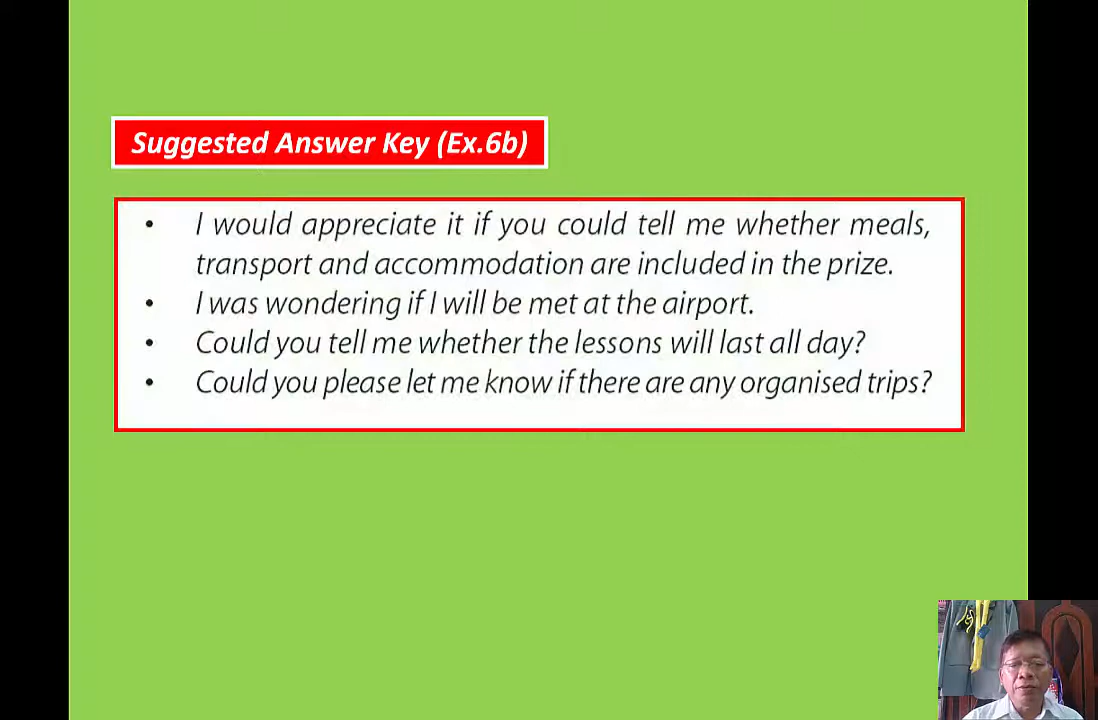 Suggested Answer Key (Ex.6b)
• I would appreciate it if you could tell me whether meals,
transport and accommodation are included in the prize.
• I was wondering if I will be met at the airport.
• Could you tell me whether the lessons will last all day?
• Could you please let me know if there are any organised trips?